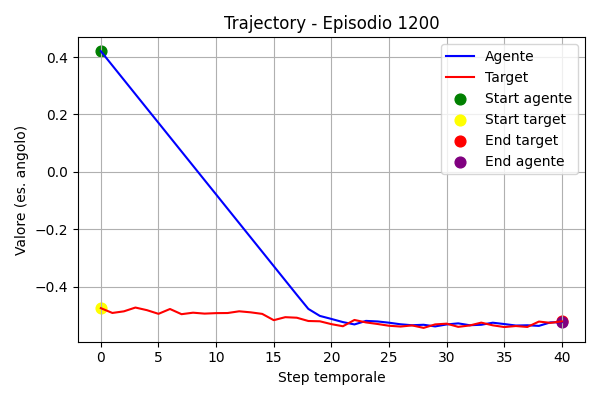 Trajectory - Episodio 1200
Agente
Target
Start agente
Start target
End target
End agente
Valore (es. angolo)
0.4
0.2
0.0
−0.2
−0.4
0 5 10 15 20 25 30 35 40
Step temporale